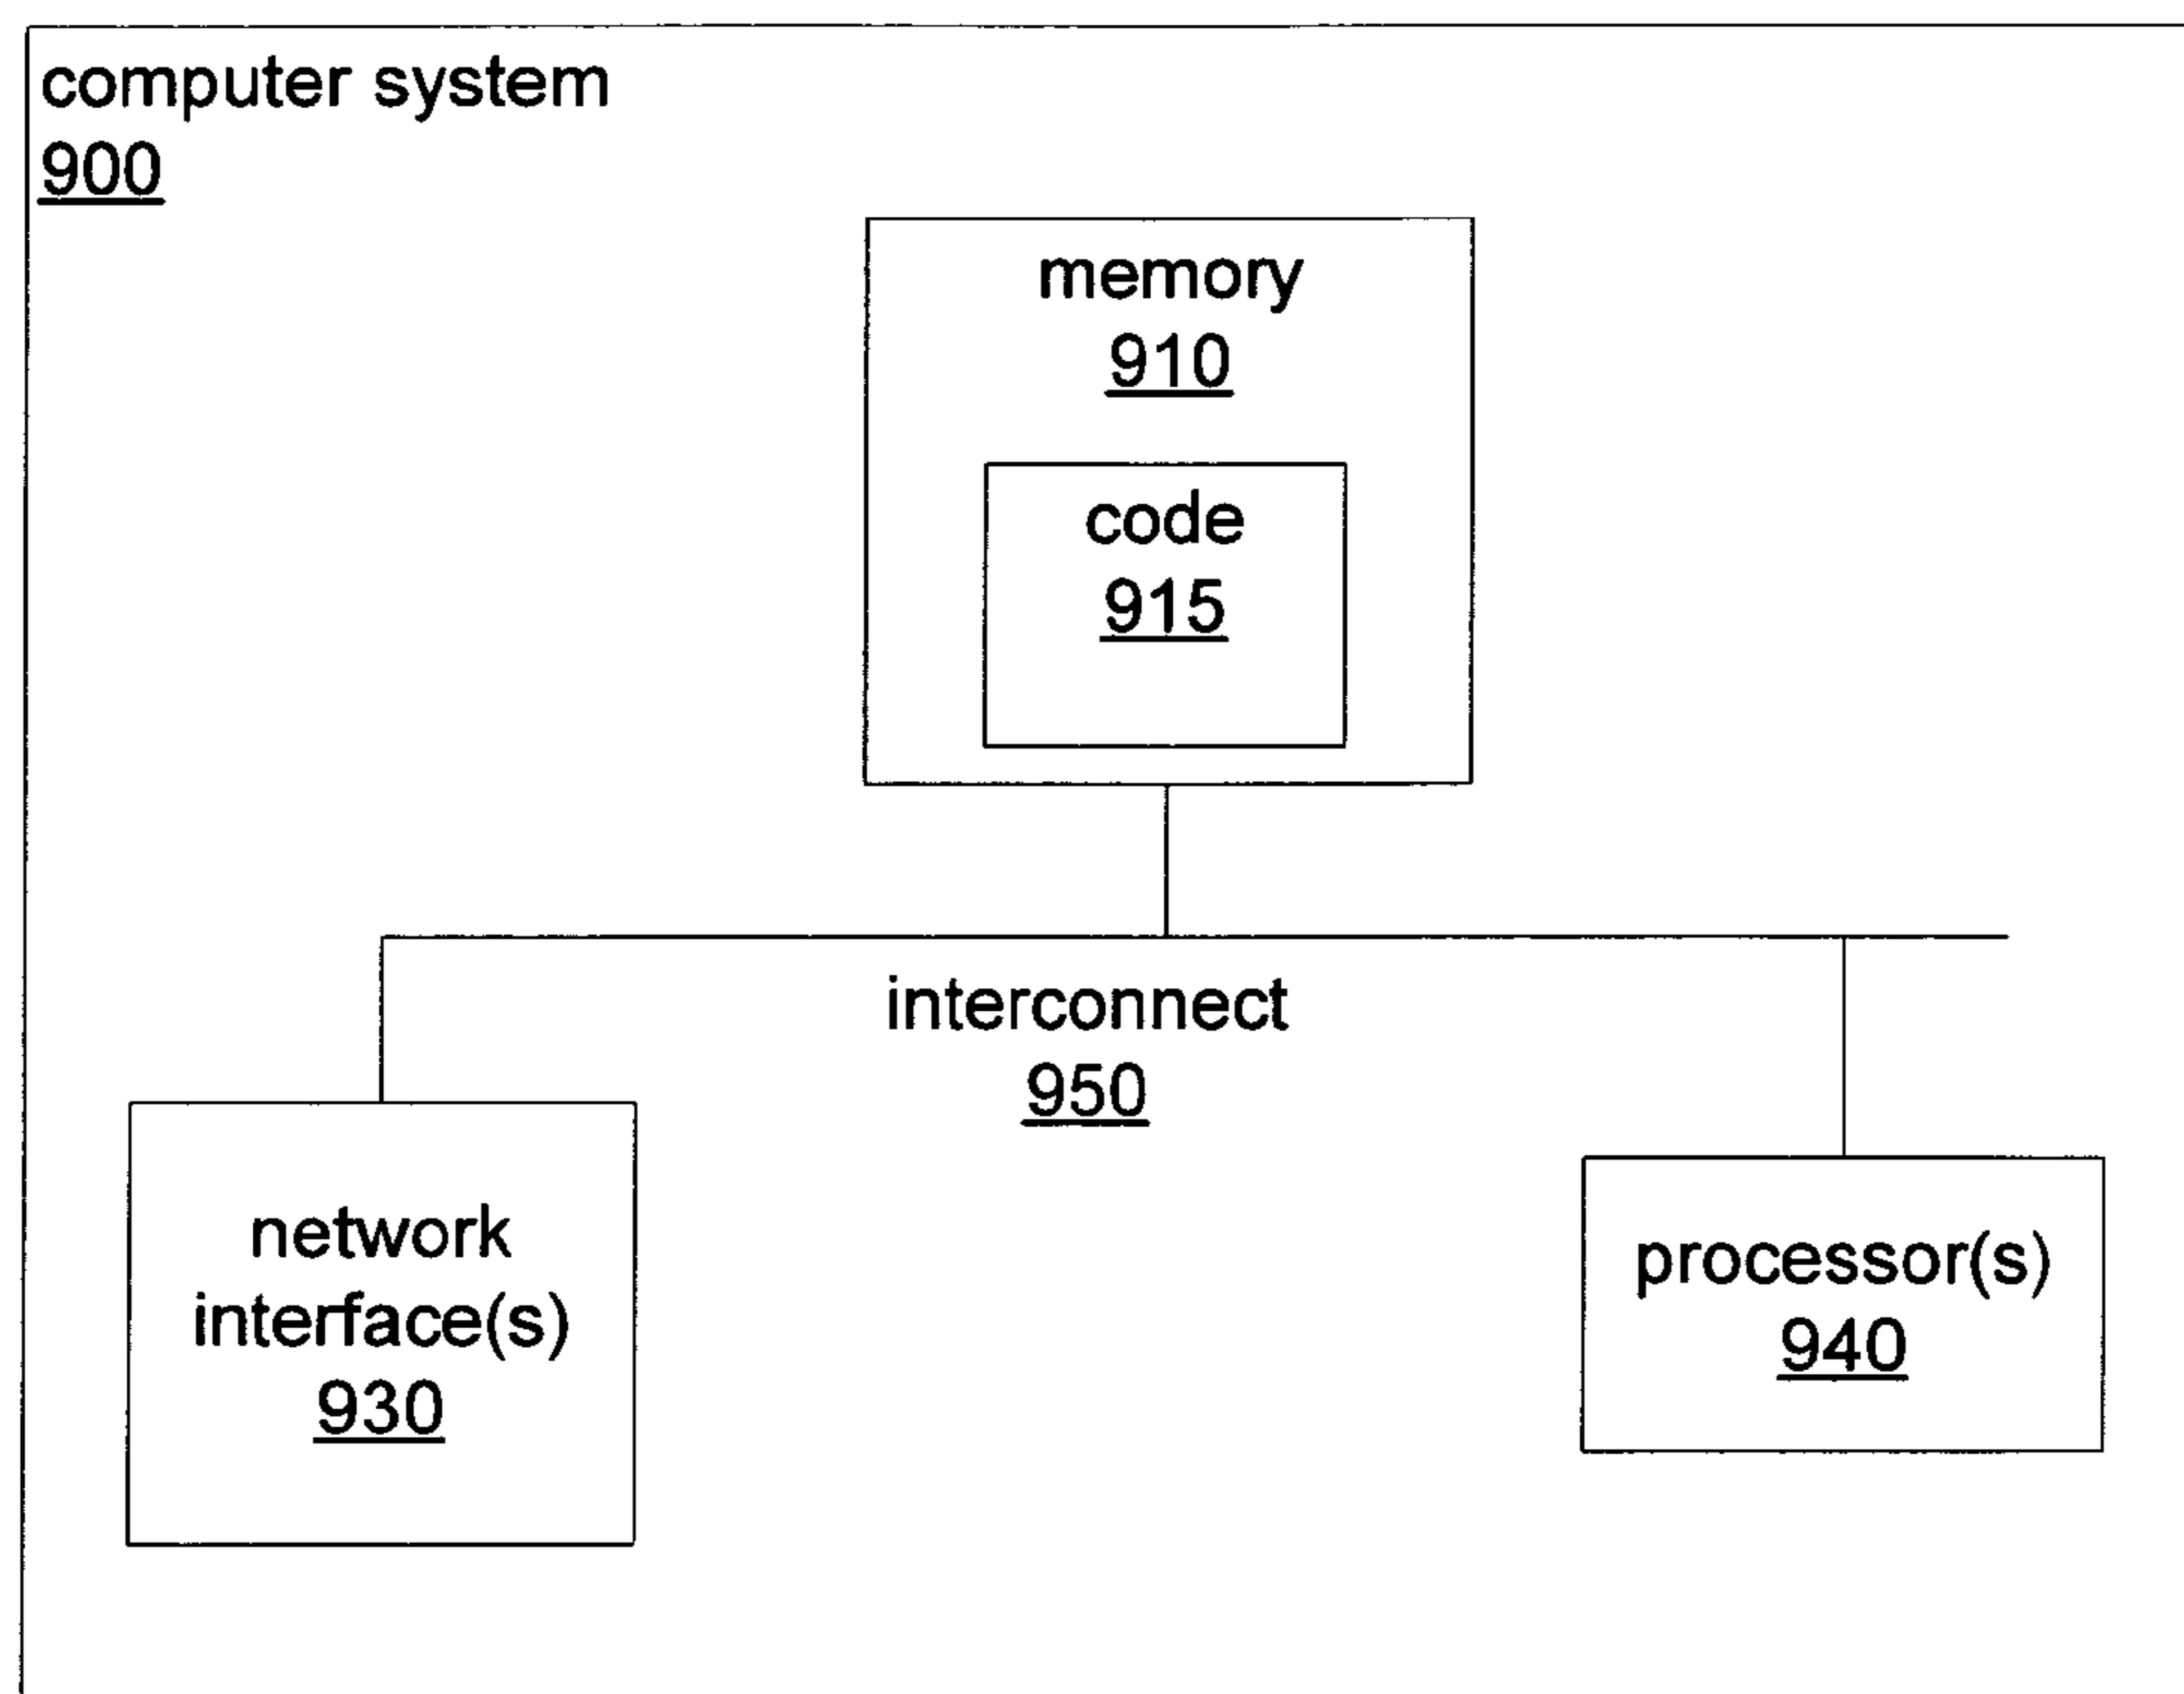 computer system
900
memory
910
code
915
interconnect
950
network
interface(s)
930
processor(s)
940